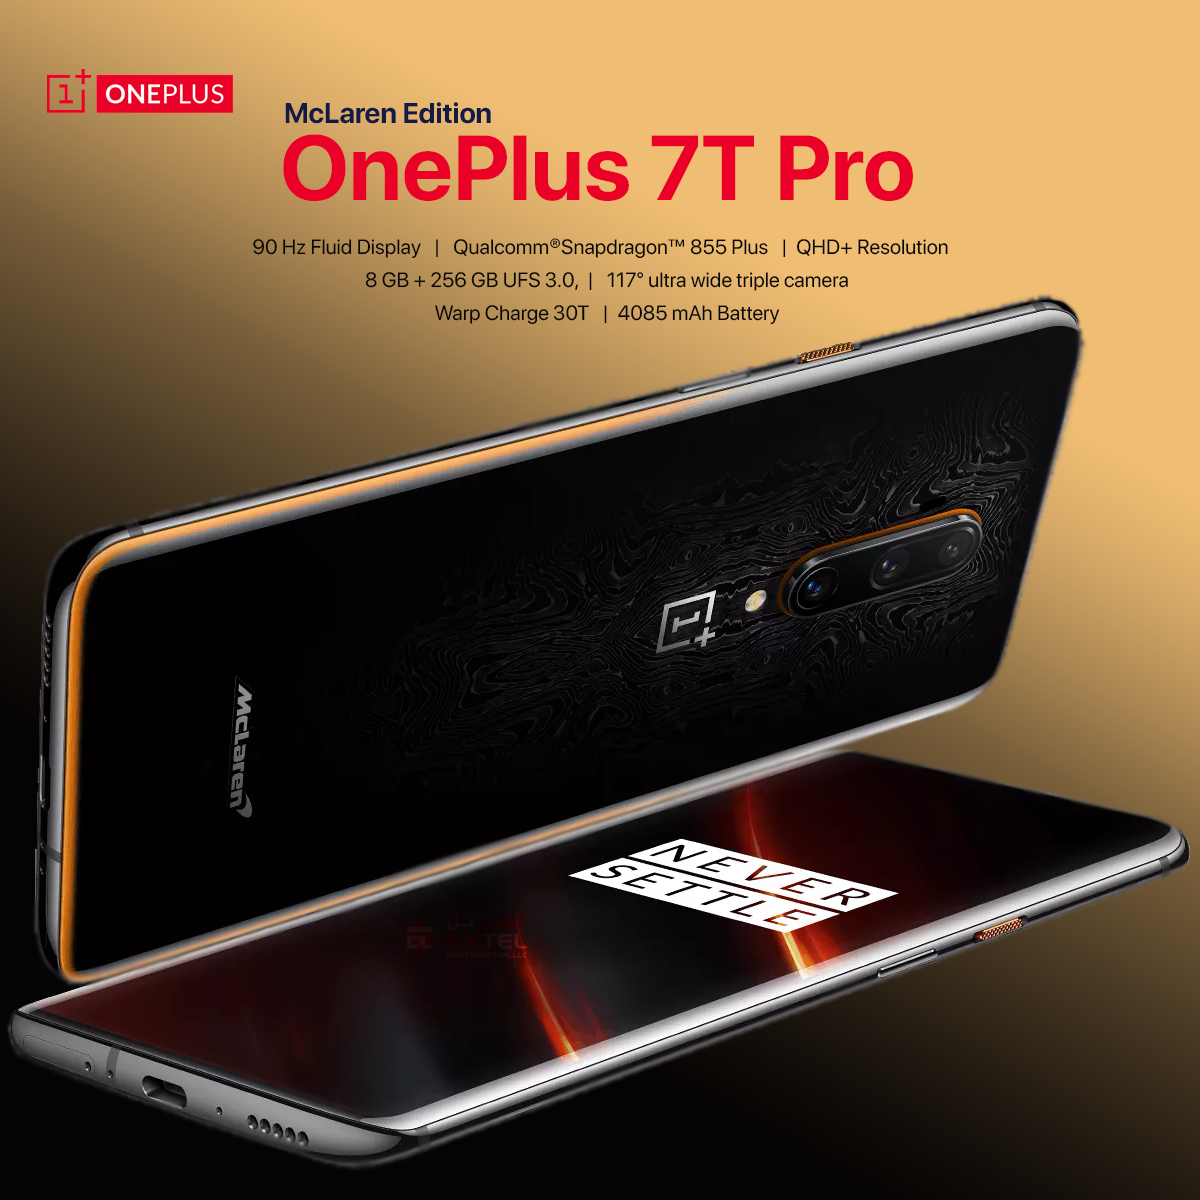 1+ ONEPLUS
McLaren Edition
OnePlus 7T Pro
90 Hz Fluid Display | Qualcomm®Snapdragon™ 855 Plus | QHD+ Resolution
8 GB + 256 GB UFS 3.0, | 117° ultra wide triple camera
Warp Charge 30T | 4085 mAh Battery
1+
McLaren
NEVER
SETTLE